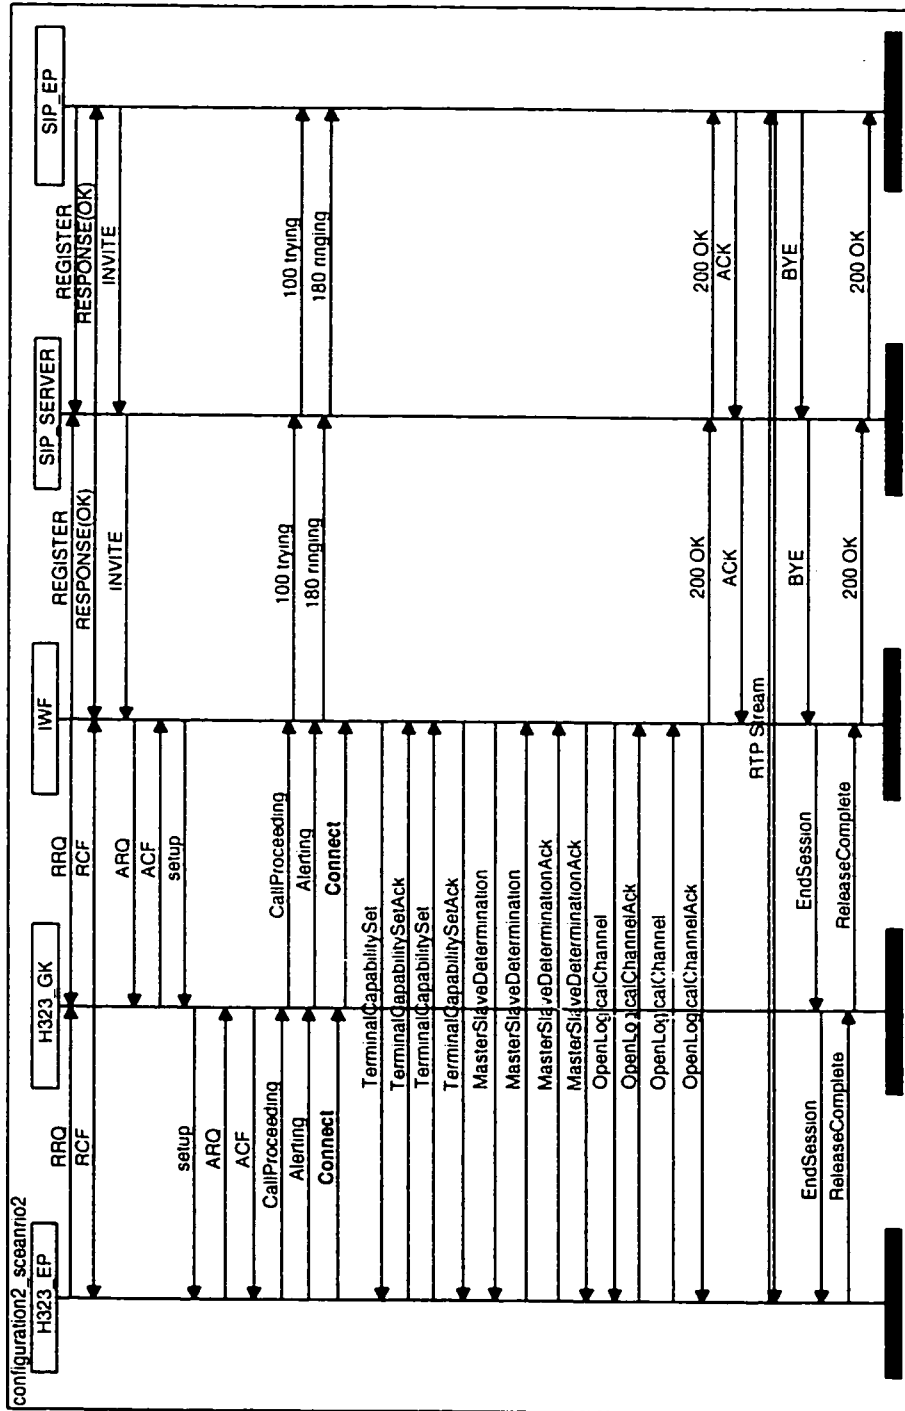 configuration2_sceanrio2
H323_EP
H323_GK
IWF
SIP_SERVER
SIP_EP
RRQ
RRQ
REGISTER
REGISTER
RCF
RCF
RESPONSE(OK)
RESPONSE(OK)
INVITE
INVITE
ARQ
ACF
setup
setup
ARQ
ACF
CallProceeding
CallProceeding
100 trying
100 trying
Alerting
Alerting
180 ringing
180 ringing
Connect
Connect
TerminalCapabilitySet
TerminalCapabilitySetAck
TerminalCapabilitySet
TerminalCapabilitySetAck
MasterSlaveDetermination
MasterSlaveDetermination
MasterSlaveDeterminationAck
MasterSlaveDeterminationAck
OpenLogicalChannel
OpenLogicalChannelAck
OpenLogicalChannel
OpenLogicalChannelAck
200 OK
200 OK
ACK
ACK
RTP Stream
BYE
BYE
EndSession
EndSession
ReleaseComplete
ReleaseComplete
200 OK
200 OK